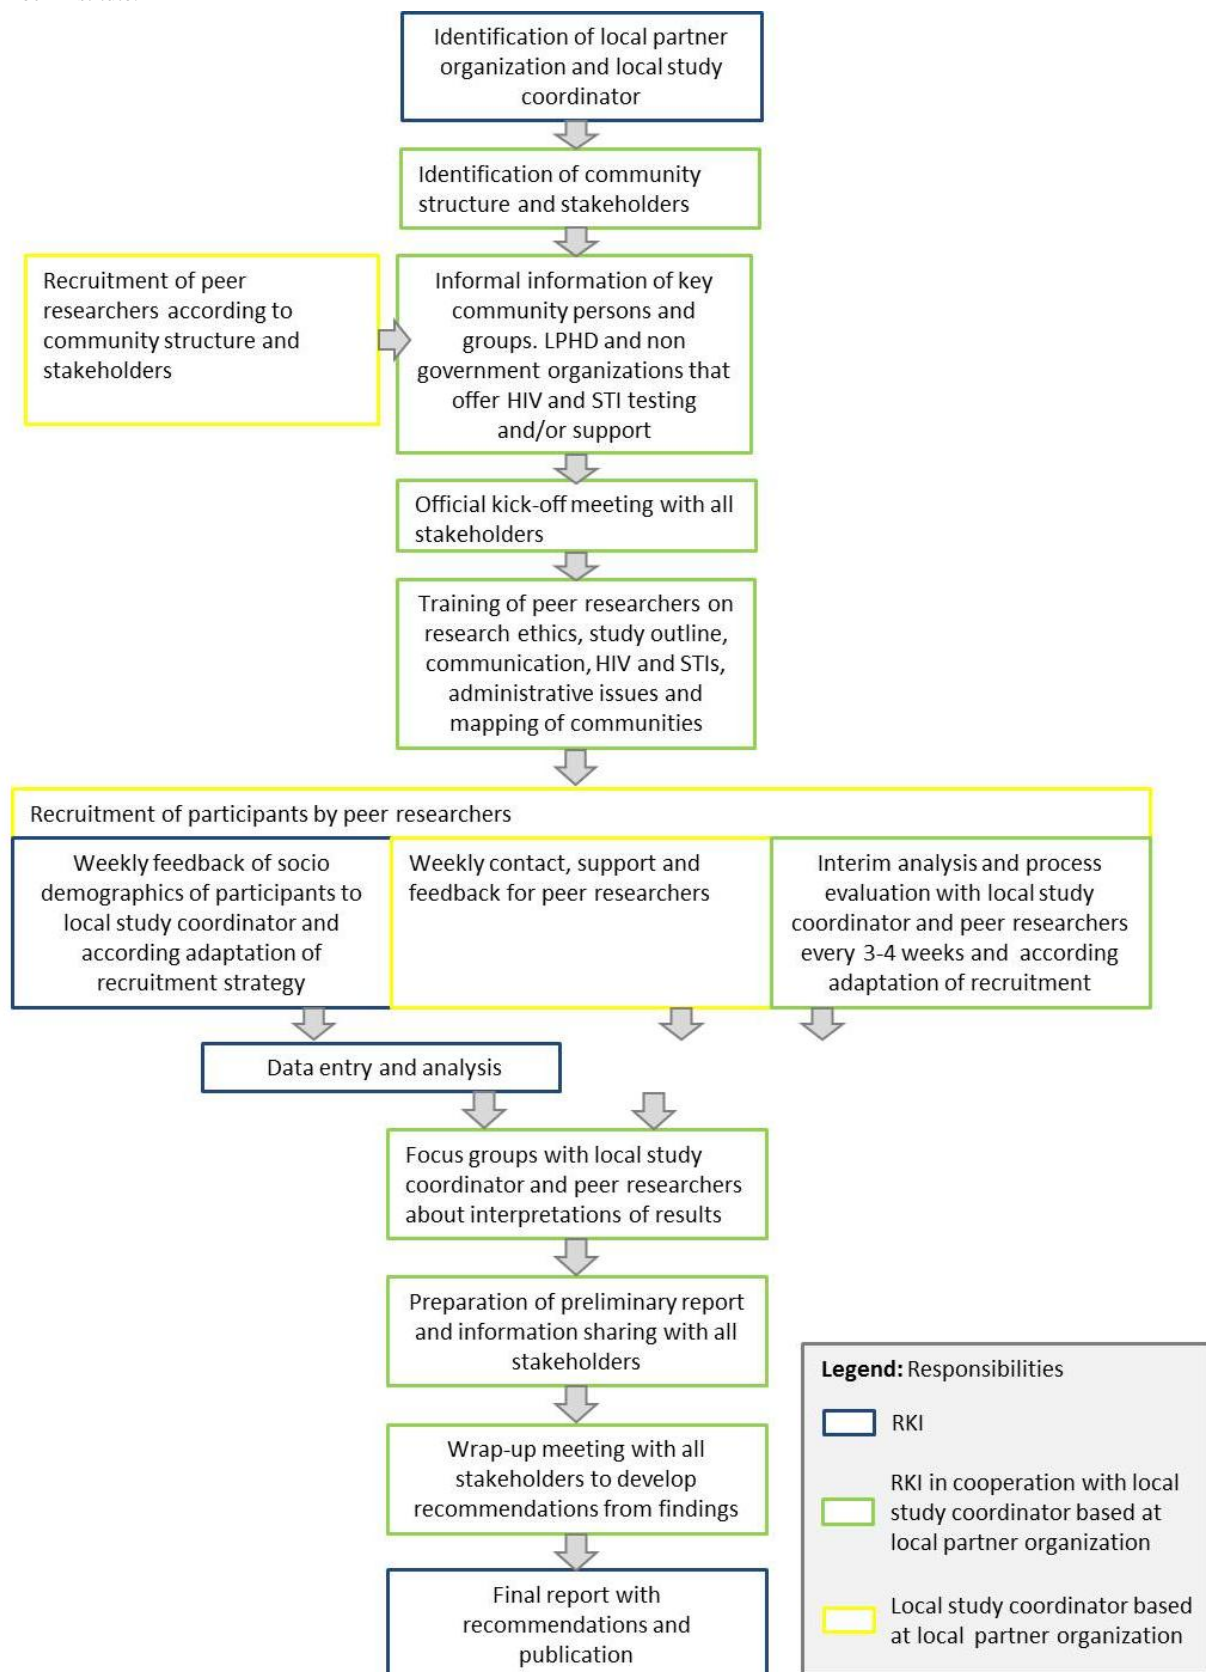 Identification of local partner
organization and local study
coordinator
Identification of community
structure and stakeholders
Recruitment of peer
researchers according to
community structure and
stakeholders
Informal information of key
community persons and
groups. LPHD and non
government organizations that
offer HIV and STI testing
and/or support
Official kick-off meeting with all
stakeholders
Training of peer researchers on
research ethics, study outline,
communication, HIV and STIs,
administrative issues and
mapping of communities
Recruitment of participants by peer researchers
Weekly feedback of socio
demographics of participants to
local study coordinator and
according adaptation of
recruitment strategy
Weekly contact, support and
feedback for peer researchers
Interim analysis and process
evaluation with local study
coordinator and peer researchers
every 3-4 weeks and according
adaptation of recruitment
Data entry and analysis
Focus groups with local study
coordinator and peer researchers
about interpretations of results
Preparation of preliminary report
and information sharing with all
stakeholders
Wrap-up meeting with all
stakeholders to develop
recommendations from findings
Final report with
recommendations and
publication
Legend: Responsibilities
RKI
RKI in cooperation with local
study coordinator based at
local partner organization
Local study coordinator based
at local partner organization